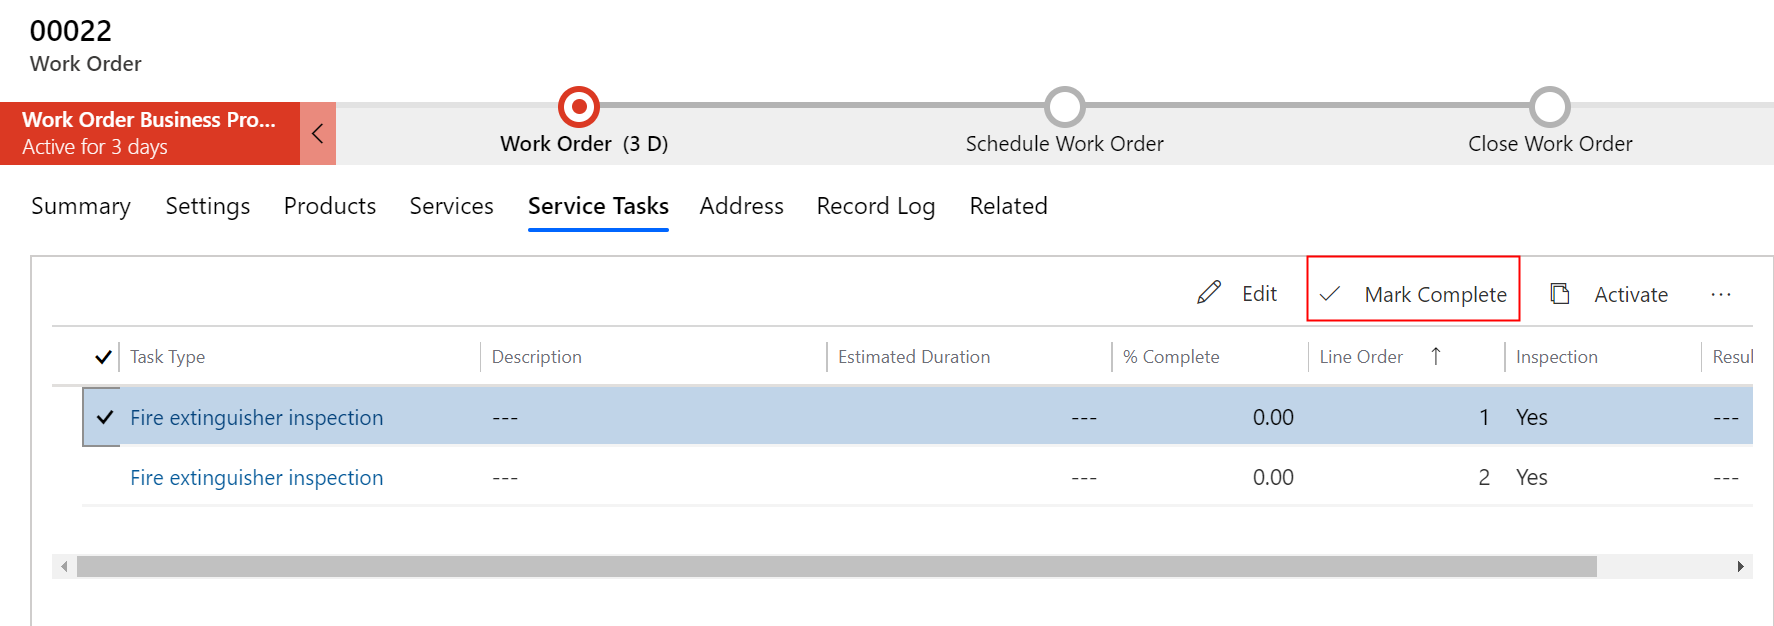 00022
Work Order
Work Order Business Pro...
Active for 3 days
Work Order (3 D)
Schedule Work Order
Close Work Order
Summary Settings Products Services Service Tasks Address Record Log Related
Edit Mark Complete Activate ...
Task Type Description Estimated Duration % Complete Line Order ↑ Inspection Resul
Fire extinguisher inspection --- --- 0.00 1 Yes ---
Fire extinguisher inspection --- --- 0.00 2 Yes ---